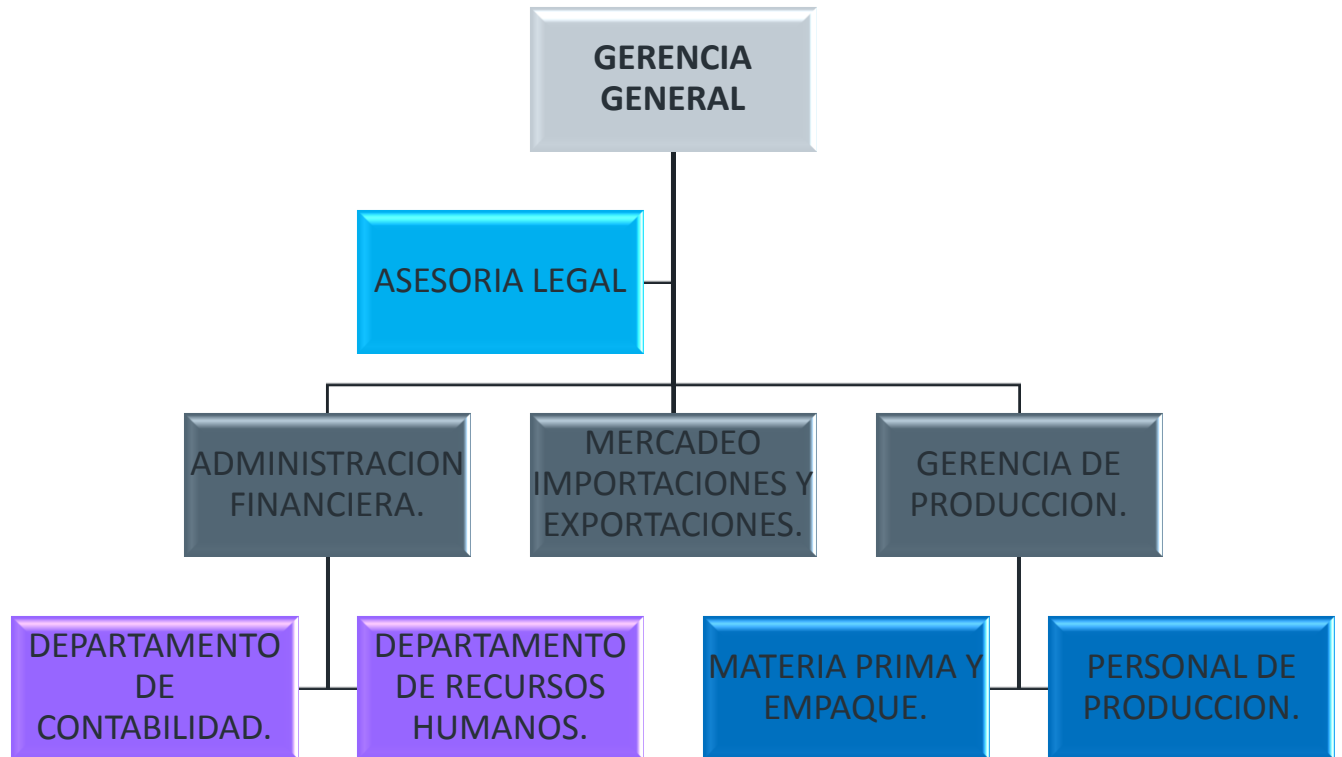 GERENCIA
GENERAL
ASESORIA LEGAL
ADMINISTRACION
FINANCIERA.
MERCADEO
IMPORTACIONES Y
EXPORTACIONES.
GERENCIA DE
PRODUCCION.
DEPARTAMENTO
DE
CONTABILIDAD.
DEPARTAMENTO
DE RECURSOS
HUMANOS.
MATERIA PRIMA Y
EMPAQUE.
PERSONAL DE
PRODUCCION.